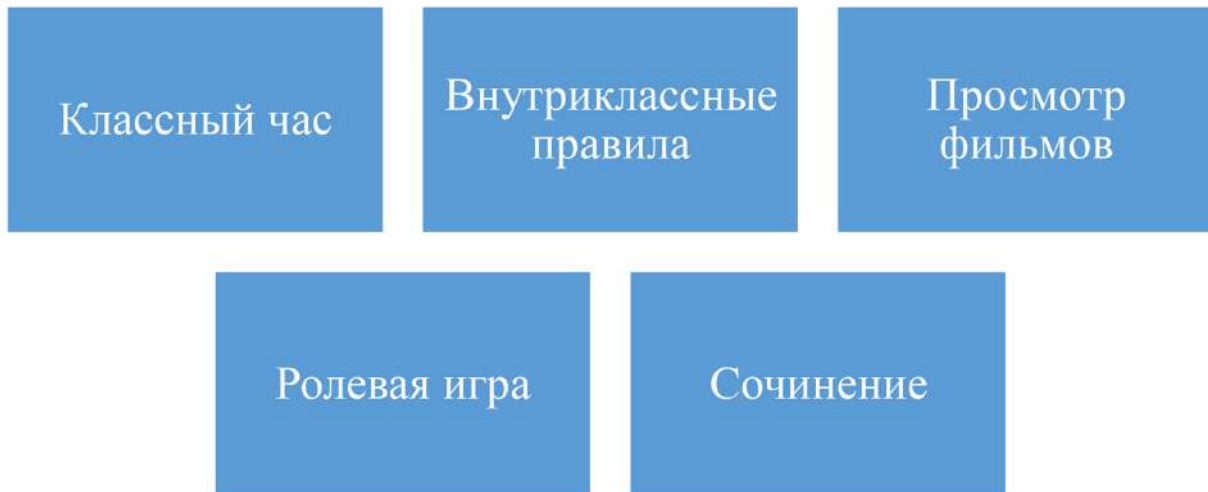 Классный час
Внутриклассные
правила
Просмотр
фильмов
Ролевая игра
Сочинение